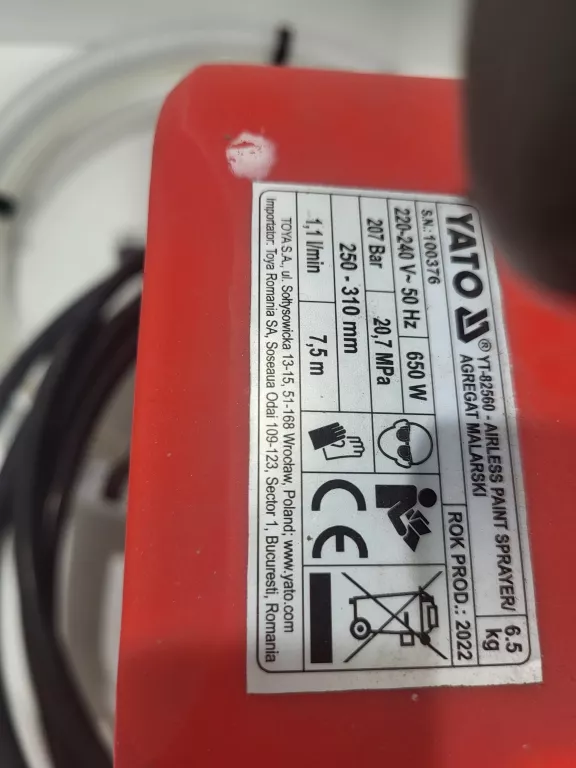 YATO ®
YT-82560 - AIRLESS PAINT SPRAYER/
AGREGAT MALARSKI
6.5 kg
S.N.: 100376
ROK PROD.: 2022
220-240 V~ 50 Hz
650 W
207 Bar
20,7 MPa
250 - 310 mm
1,1 l/min
7,5 m
CE
TOYA S.A., ul. Sołtysowicka 13-15, 51-168 Wrocław, Poland; www.yato.com
Importator: Toya Romania SA, Soseaua Odai 109-123, Sector 1, Bucuresti, Romania